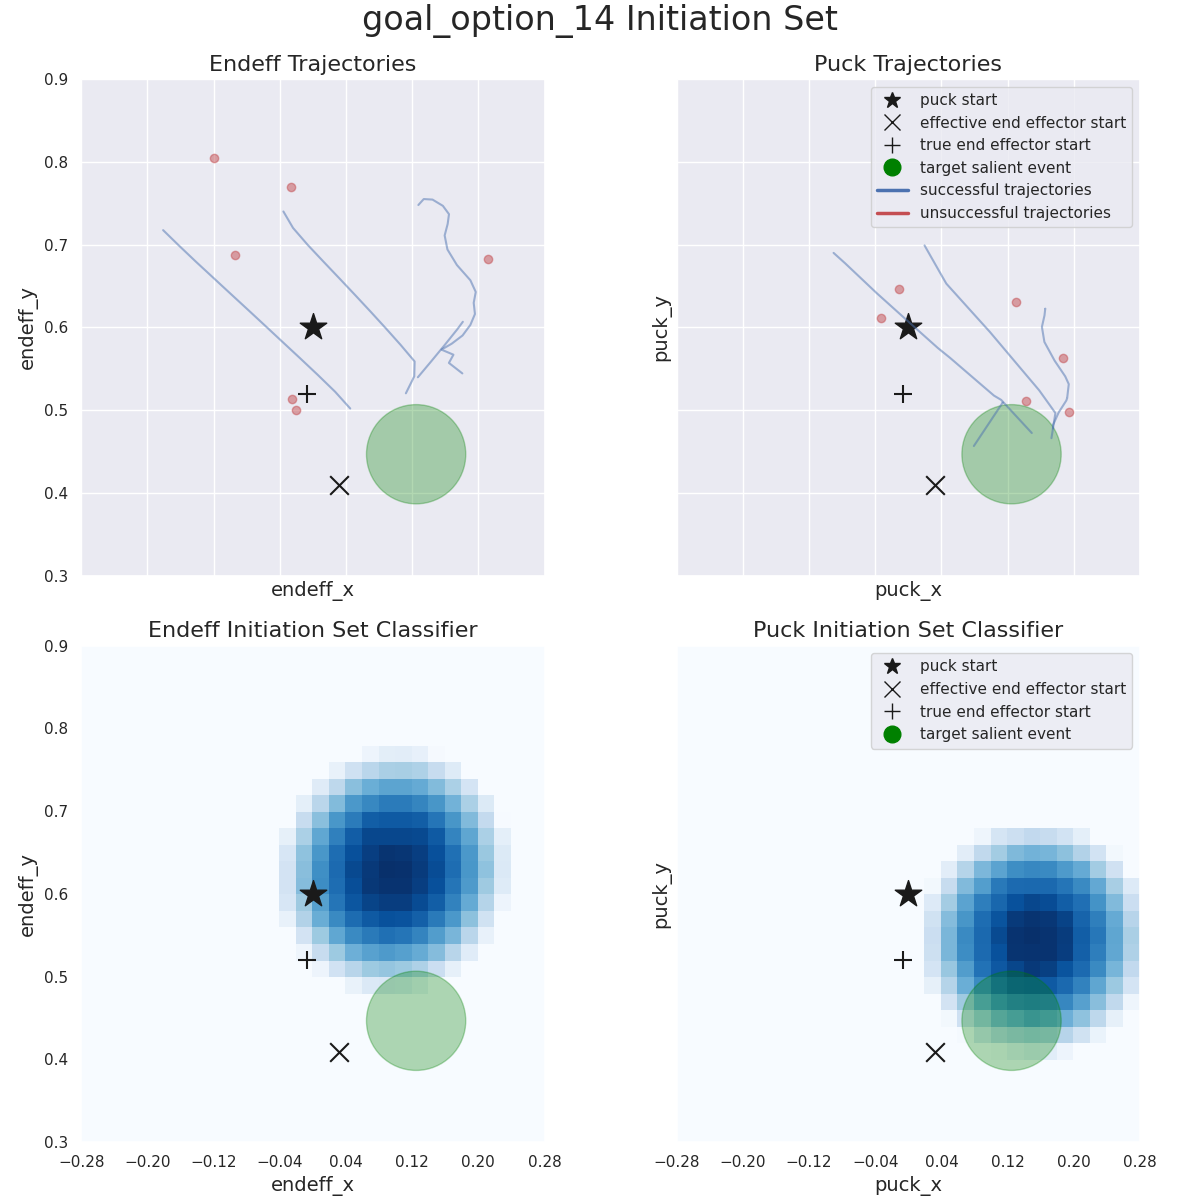 goal_option_14 Initiation Set
Endeff Trajectories
0.9
0.8
0.7
0.6
0.5
0.4
0.3
endeff_y
endeff_x
Puck Trajectories
puck start
effective end effector start
true end effector start
target salient event
successful trajectories
unsuccessful trajectories
puck_y
puck_x
Endeff Initiation Set Classifier
0.9
0.8
0.7
0.6
0.5
0.4
0.3
endeff_y
−0.28 −0.20 −0.12 −0.04 0.04 0.12 0.20 0.28
endeff_x
Puck Initiation Set Classifier
puck start
effective end effector start
true end effector start
target salient event
puck_y
−0.28 −0.20 −0.12 −0.04 0.04 0.12 0.20 0.28
puck_x